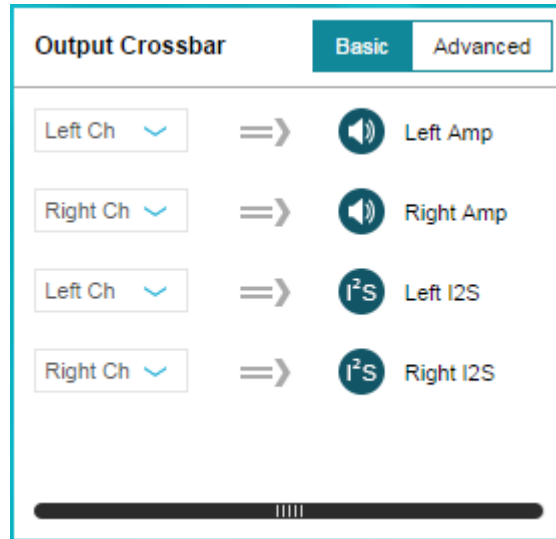 Output Crossbar Basic Advanced
Left Ch Left Amp
Right Ch Right Amp
Left Ch I²S Left I2S
Right Ch I²S Right I2S